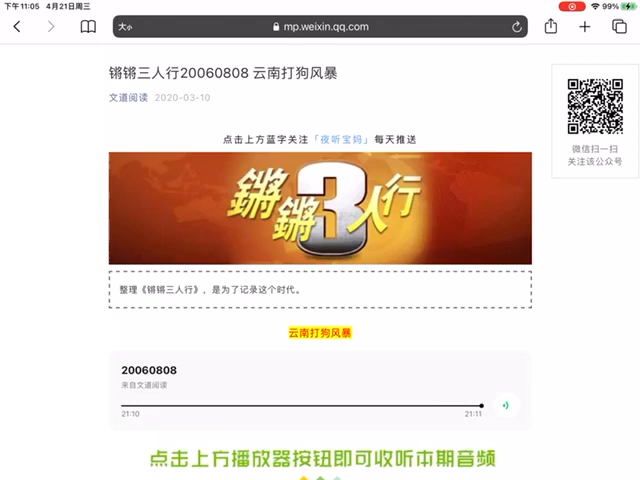 下午11:05 4月21日周三
99%
大小
mp.weixin.qq.com
锵锵三人行20060808 云南打狗风暴
文道阅读 2020-03-10
微信扫一扫
关注该公众号
点击上方蓝字关注「夜听宝妈」每天推送
锵锵3人行
整理《锵锵三人行》，是为了记录这个时代。
云南打狗风暴
20060808
来自文道阅读
21:10 21:11
点击上方播放器按钮即可收听本期音频